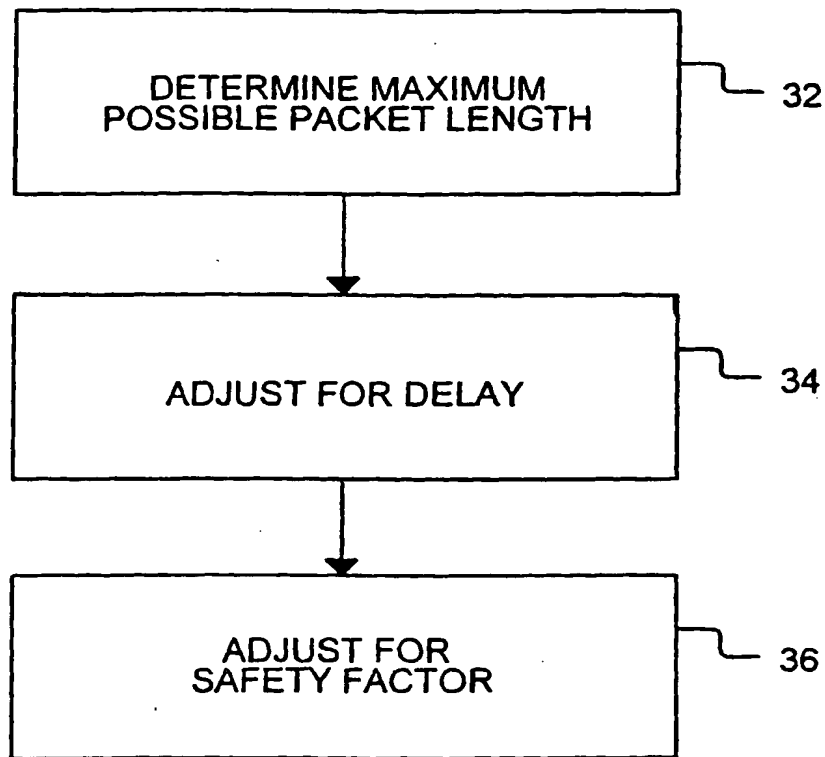 DETERMINE MAXIMUM
POSSIBLE PACKET LENGTH
32
ADJUST FOR DELAY
34
ADJUST FOR
SAFETY FACTOR
36